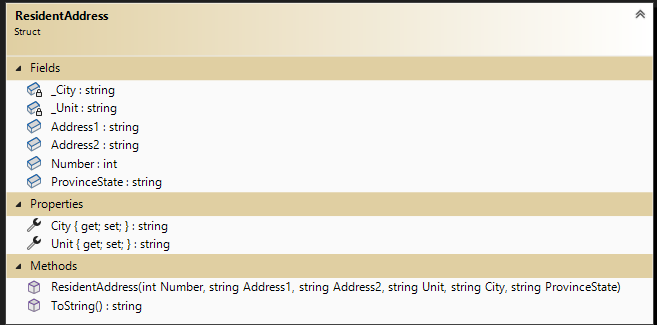 ResidentAddress
Struct
Fields
_City : string
_Unit : string
Address1 : string
Address2 : string
Number : int
ProvinceState : string
Properties
City { get; set; } : string
Unit { get; set; } : string
Methods
ResidentAddress(int Number, string Address1, string Address2, string Unit, string City, string ProvinceState)
ToString() : string